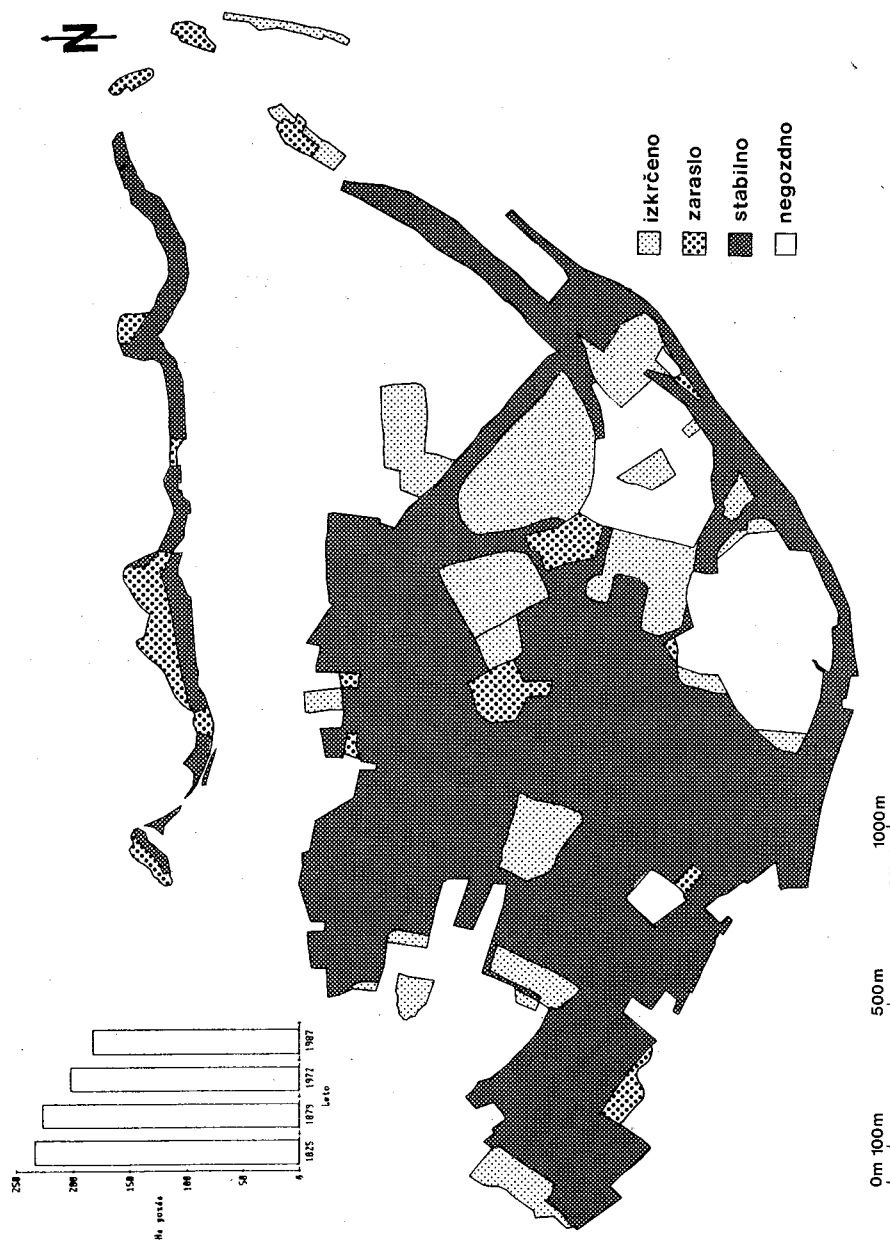 N
izkrčeno
zaraslo
stabilno
negozdno
250
200
150
100
50
0
Ha gozda
1825
1879
1972
1987
Leto
0m 100m 500m 1000m